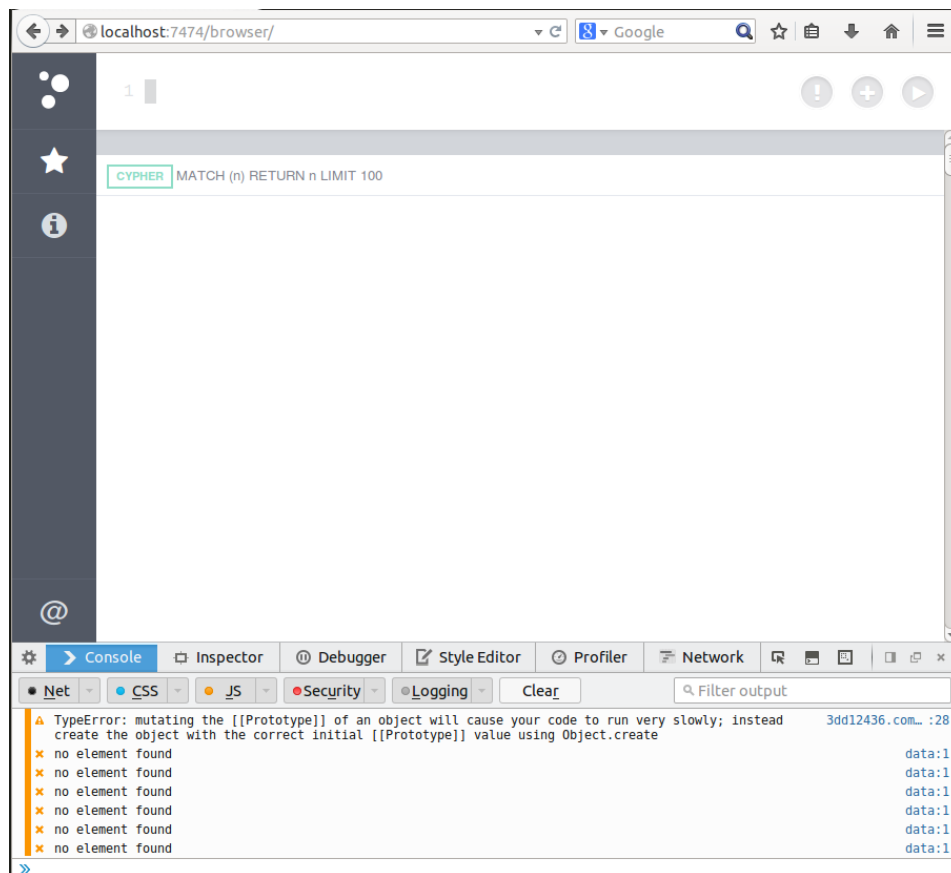 localhost:7474/browser/
Google
1
CYPHER MATCH (n) RETURN n LIMIT 100
@
Console Inspector Debugger Style Editor Profiler Network
Net CSS JS Security Logging Clear Filter output
TypeError: mutating the [[Prototype]] of an object will cause your code to run very slowly; instead 3dd12436.com… :28
create the object with the correct initial [[Prototype]] value using Object.create
no element found data:1
no element found data:1
no element found data:1
no element found data:1
no element found data:1
no element found data:1